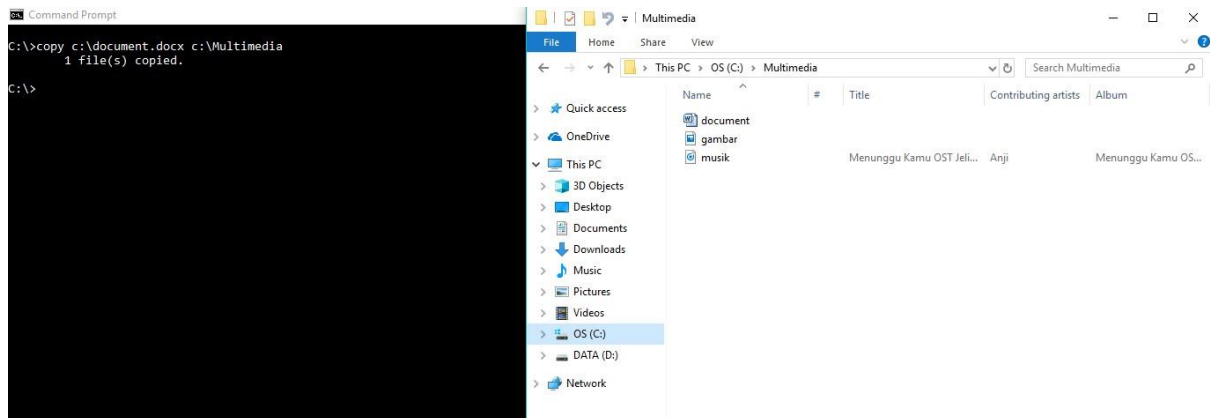 Command Prompt
C:\>copy c:\document.docx c:\Multimedia
1 file(s) copied.
C:\>
Multimedia
File Home Share View
This PC > OS (C:) > Multimedia
Search Multimedia
Name # Title Contributing artists Album
Quick access
OneDrive
This PC
3D Objects
Desktop
Documents
Downloads
Music
Pictures
Videos
OS (C:)
DATA (D:)
Network
document
gambar
musik Menunggu Kamu OST Jeli... Anji Menunggu Kamu OS...